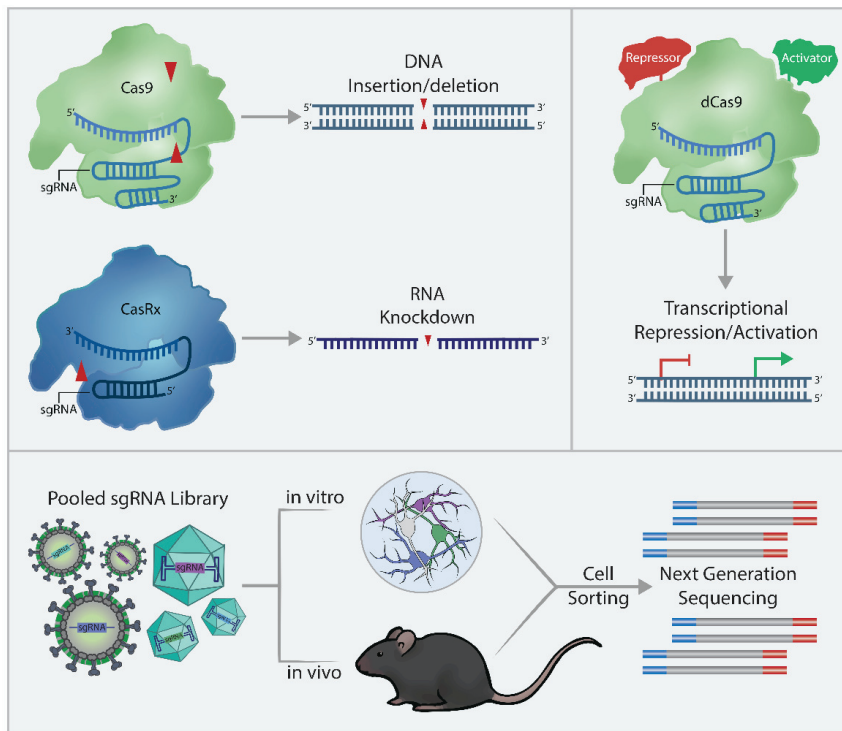 Cas9
5′
sgRNA
3′
DNA
Insertion/deletion
5′ 3′
3′ 5′
Repressor
Activator
dCas9
5′
sgRNA
3′
CasRx
3′
sgRNA
5′
RNA
Knockdown
5′ 3′
Transcriptional
Repression/Activation
5′ 3′
3′ 5′
Pooled sgRNA Library
sgRNA
sgRNA
sgRNA
sgRNA
in vitro
in vivo
Cell
Sorting
Next Generation
Sequencing